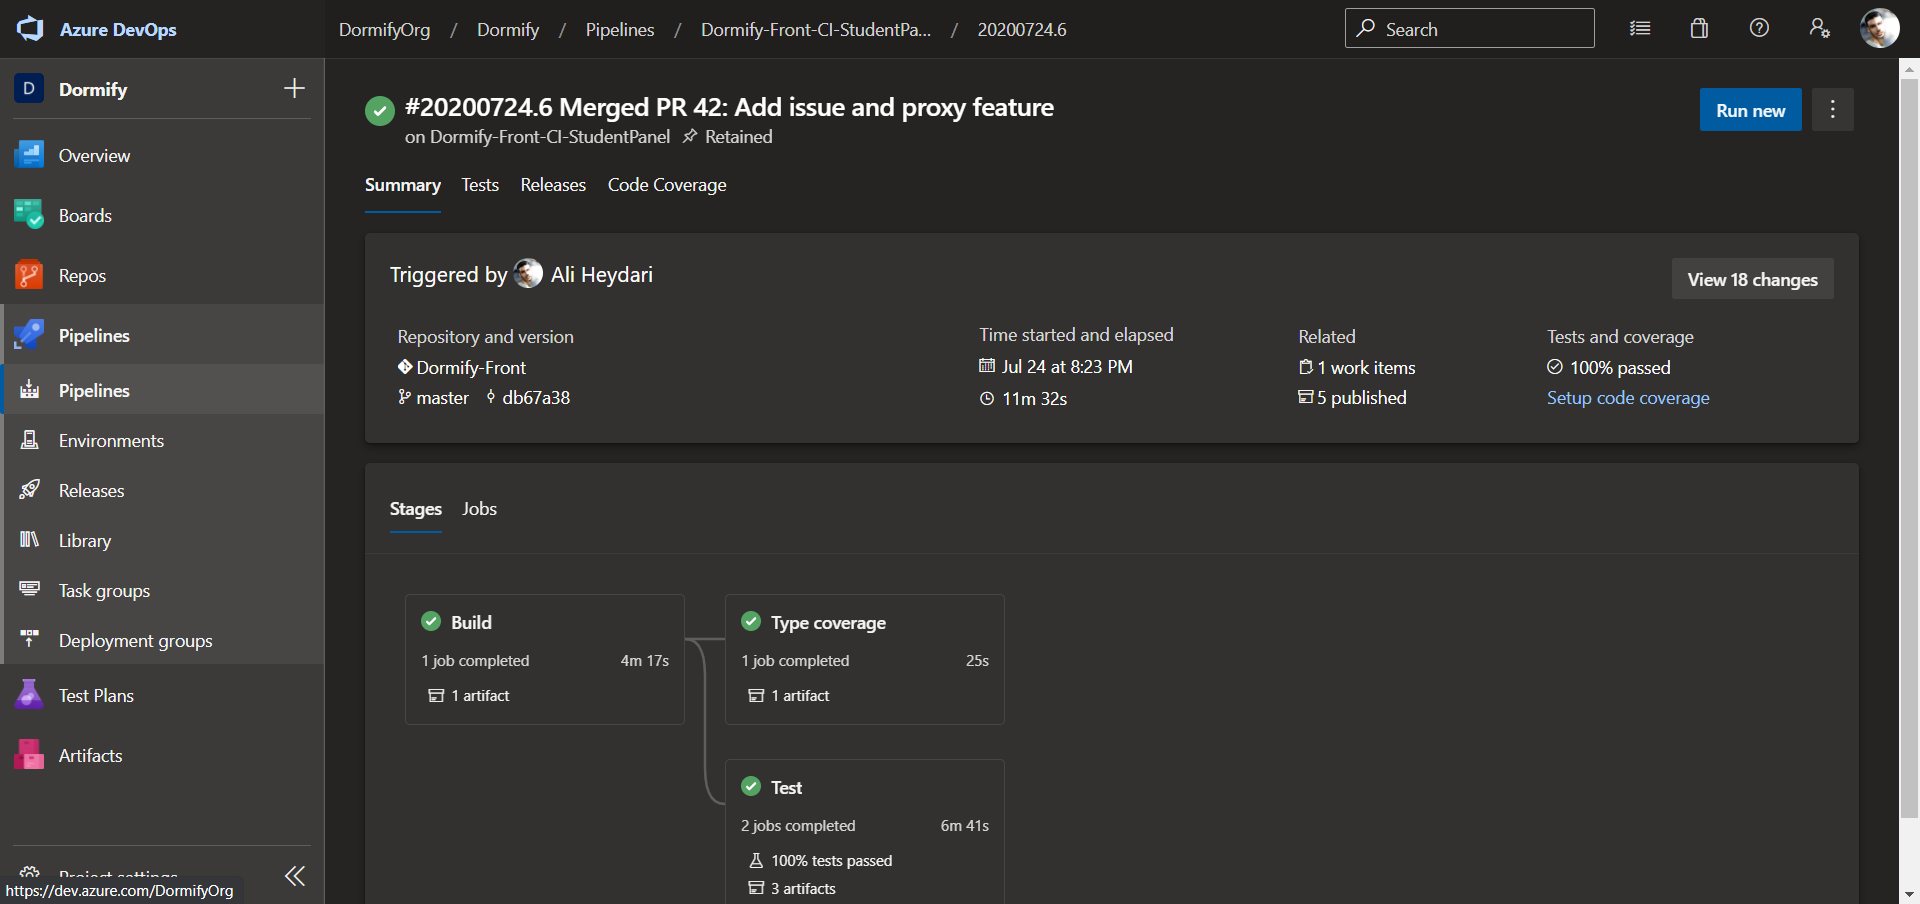 Azure DevOps
DormifyOrg / Dormify / Pipelines / Dormify-Front-CI-StudentPa... / 20200724.6
Search
D Dormify
Overview
Boards
Repos
Pipelines
Pipelines
Environments
Releases
Library
Task groups
Deployment groups
Test Plans
Artifacts
Project settings
https://dev.azure.com/DormifyOrg
#20200724.6 Merged PR 42: Add issue and proxy feature
on Dormify-Front-CI-StudentPanel Retained
Run new
Summary Tests Releases Code Coverage
Triggered by Ali Heydari
View 18 changes
Repository and version
Dormify-Front
master db67a38
Time started and elapsed
Jul 24 at 8:23 PM
11m 32s
Related
1 work items
5 published
Tests and coverage
100% passed
Setup code coverage
Stages Jobs
Build
1 job completed 4m 17s
1 artifact
Type coverage
1 job completed 25s
1 artifact
Test
2 jobs completed 6m 41s
100% tests passed
3 artifacts